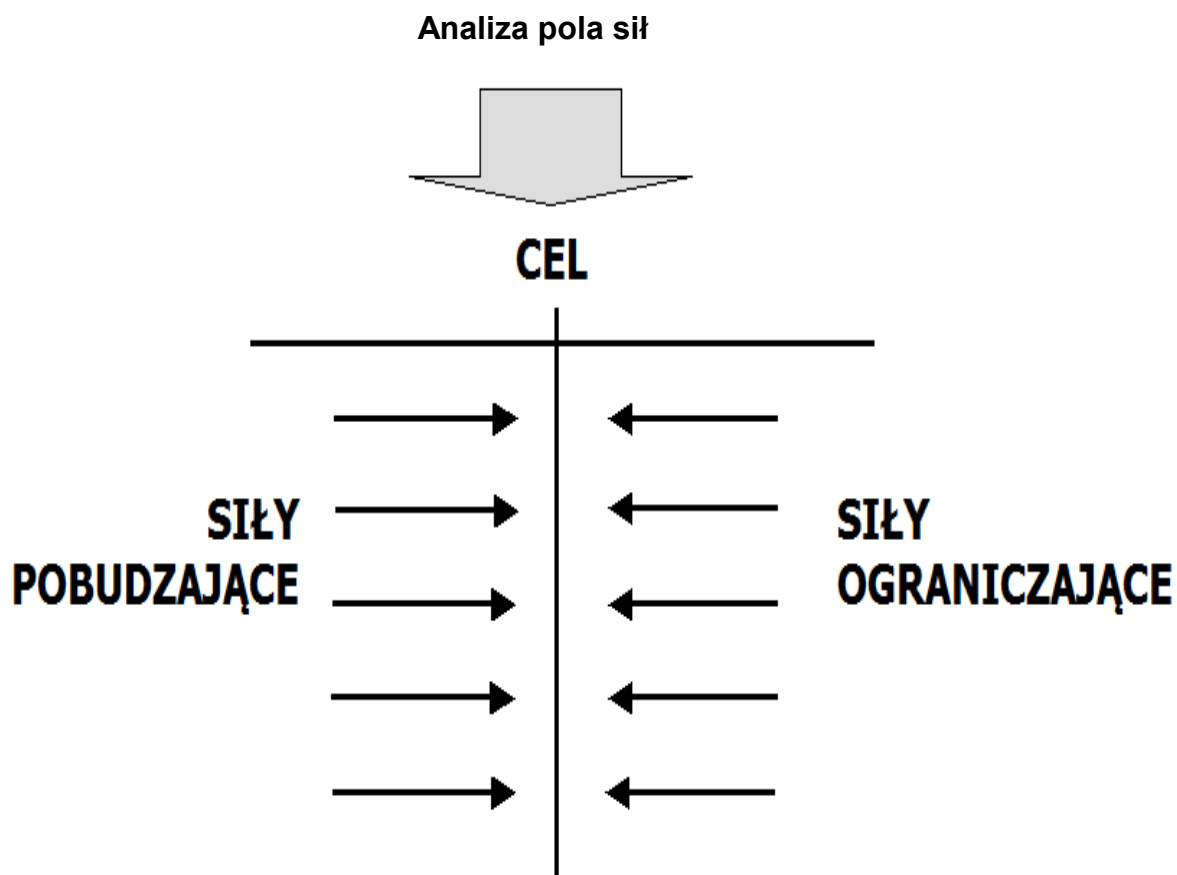 Analiza pola sił
CEL
SIŁY
POBUDZAJĄCE
SIŁY
OGRANICZAJĄCE